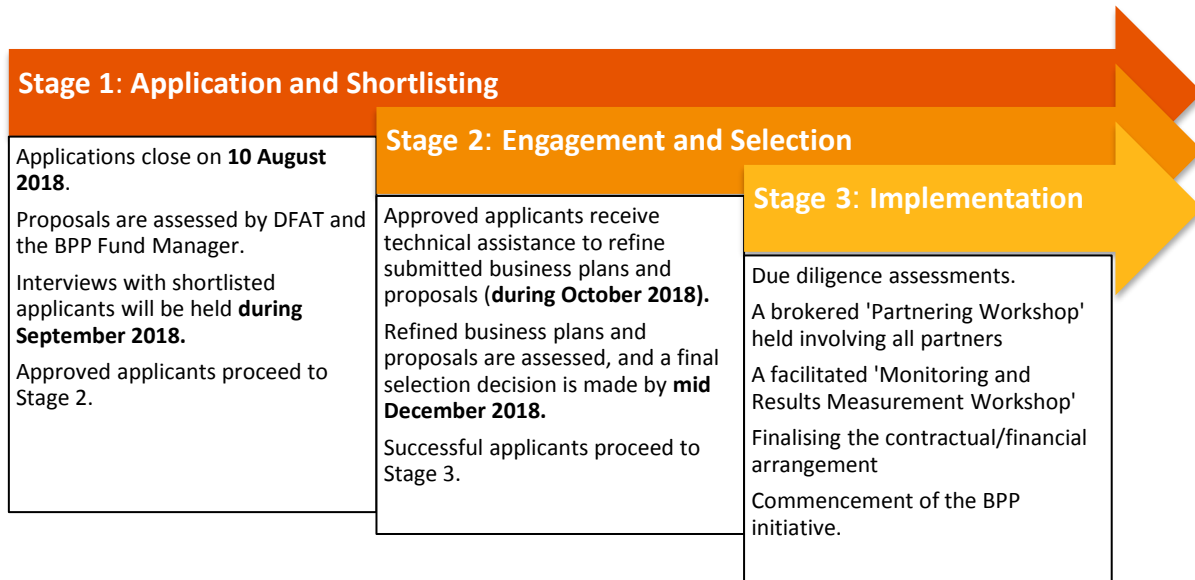 Stage 1: Application and Shortlisting
Applications close on 10 August
2018.
Proposals are assessed by DFAT and
the BPP Fund Manager.
Interviews with shortlisted
applicants will be held during
September 2018.
Approved applicants proceed to
Stage 2.
Stage 2: Engagement and Selection
Approved applicants receive
technical assistance to refine
submitted business plans and
proposals (during October 2018).
Refined business plans and
proposals are assessed, and a final
selection decision is made by mid
December 2018.
Successful applicants proceed to
Stage 3.
Stage 3: Implementation
Due diligence assessments.
A brokered 'Partnering Workshop'
held involving all partners
A facilitated 'Monitoring and
Results Measurement Workshop'
Finalising the contractual/financial
arrangement
Commencement of the BPP
initiative.